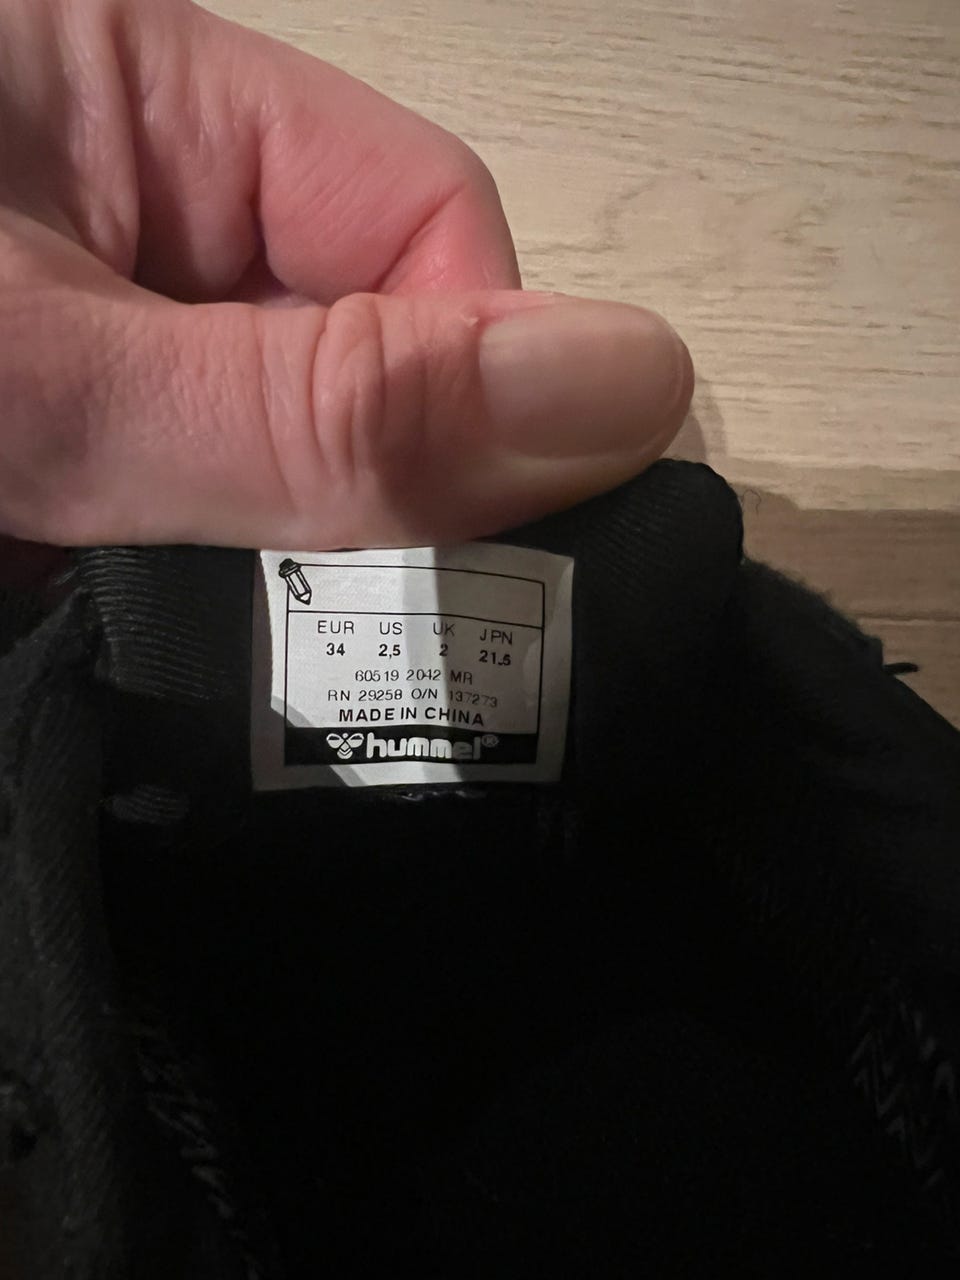 EUR US UK JPN
34 2,5 2 21.5
60519 2042 MR
RN 29258 O/N 137273
MADE IN CHINA
hummel®